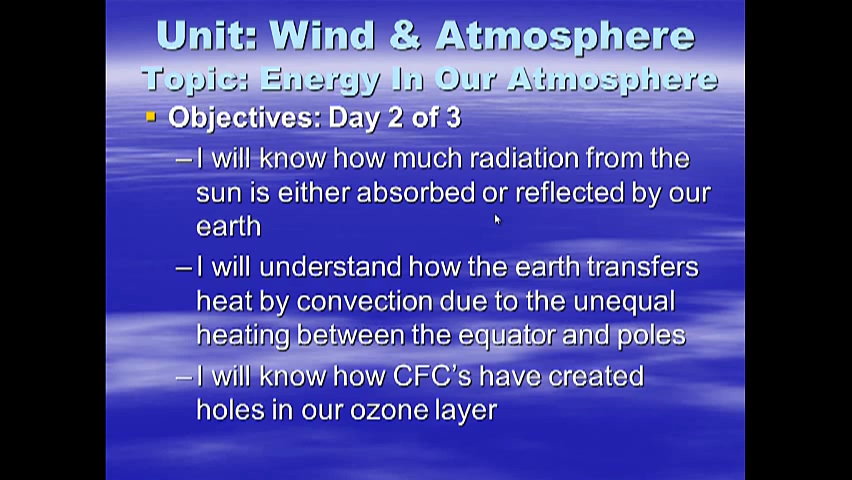 Unit: Wind & Atmosphere
Topic: Energy In Our Atmosphere
Objectives: Day 2 of 3
–I will know how much radiation from the
sun is either absorbed or reflected by our
earth
–I will understand how the earth transfers
heat by convection due to the unequal
heating between the equator and poles
–I will know how CFC's have created
holes in our ozone layer